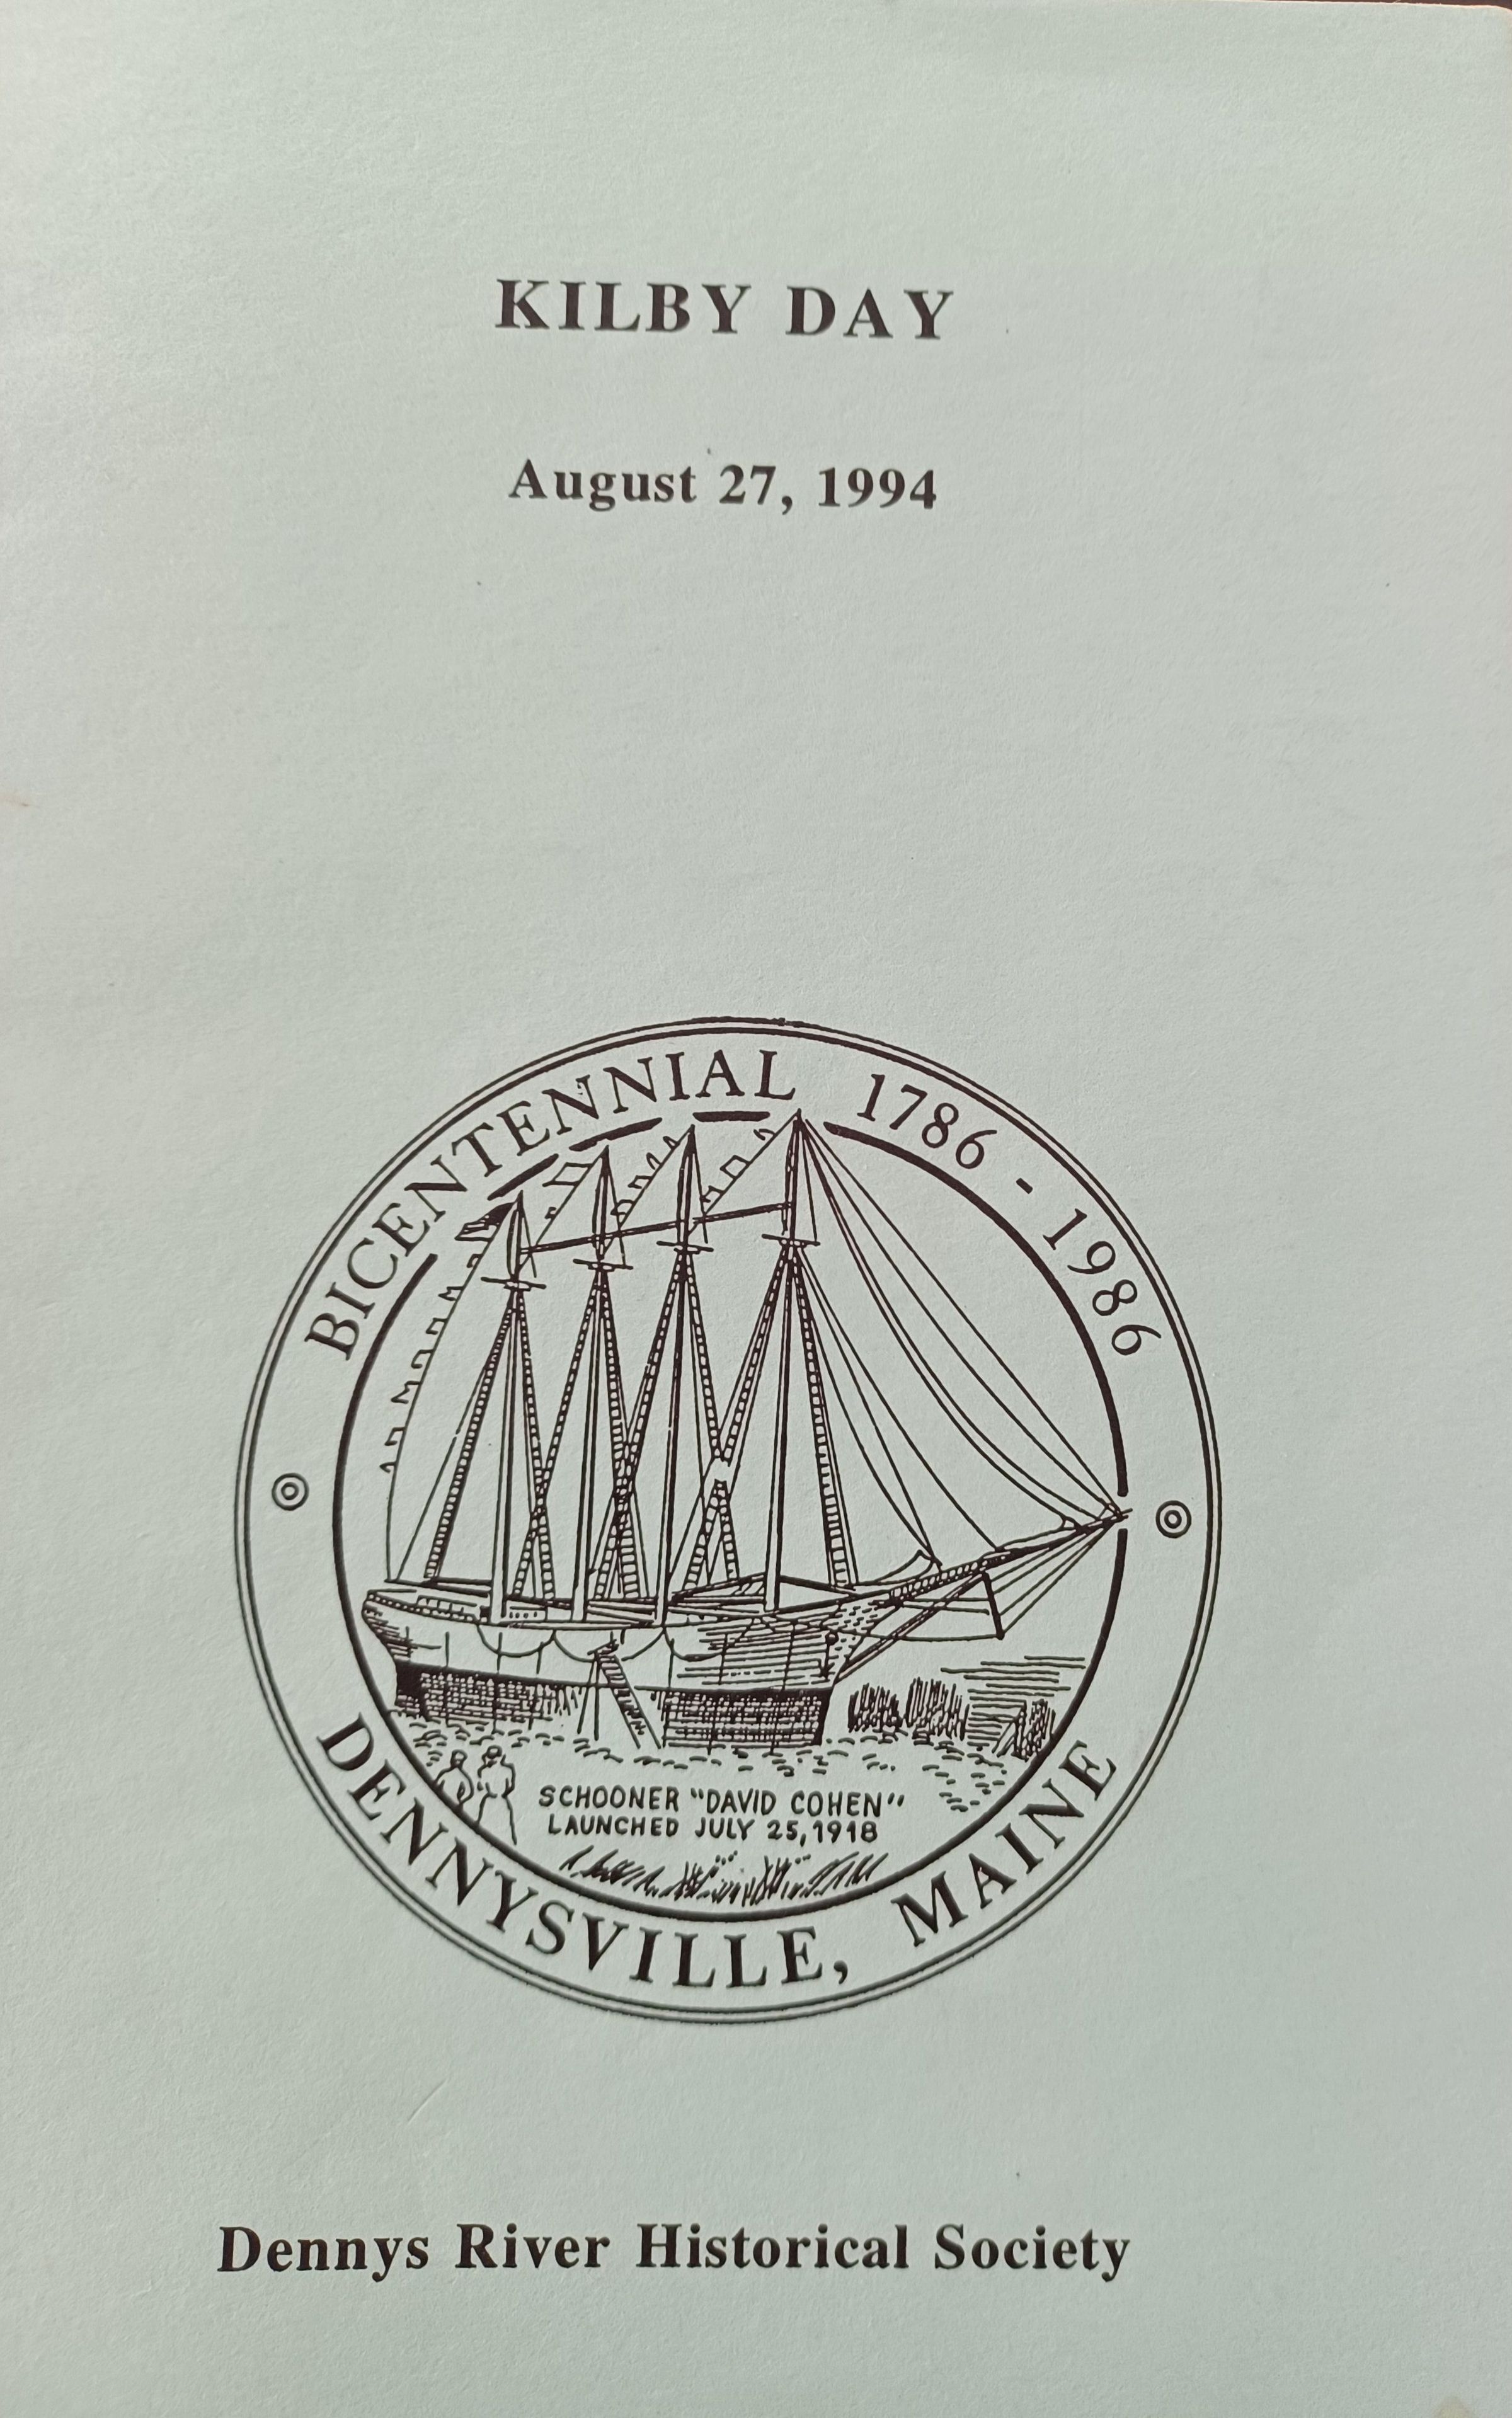 KILBY DAY
August 27, 1994
BICENTENNIAL 1786 - 1986
SCHOONER "DAVID COHEN"
LAUNCHED JULY 25, 1918
DENNYSVILLE, MAINE
Dennys River Historical Society